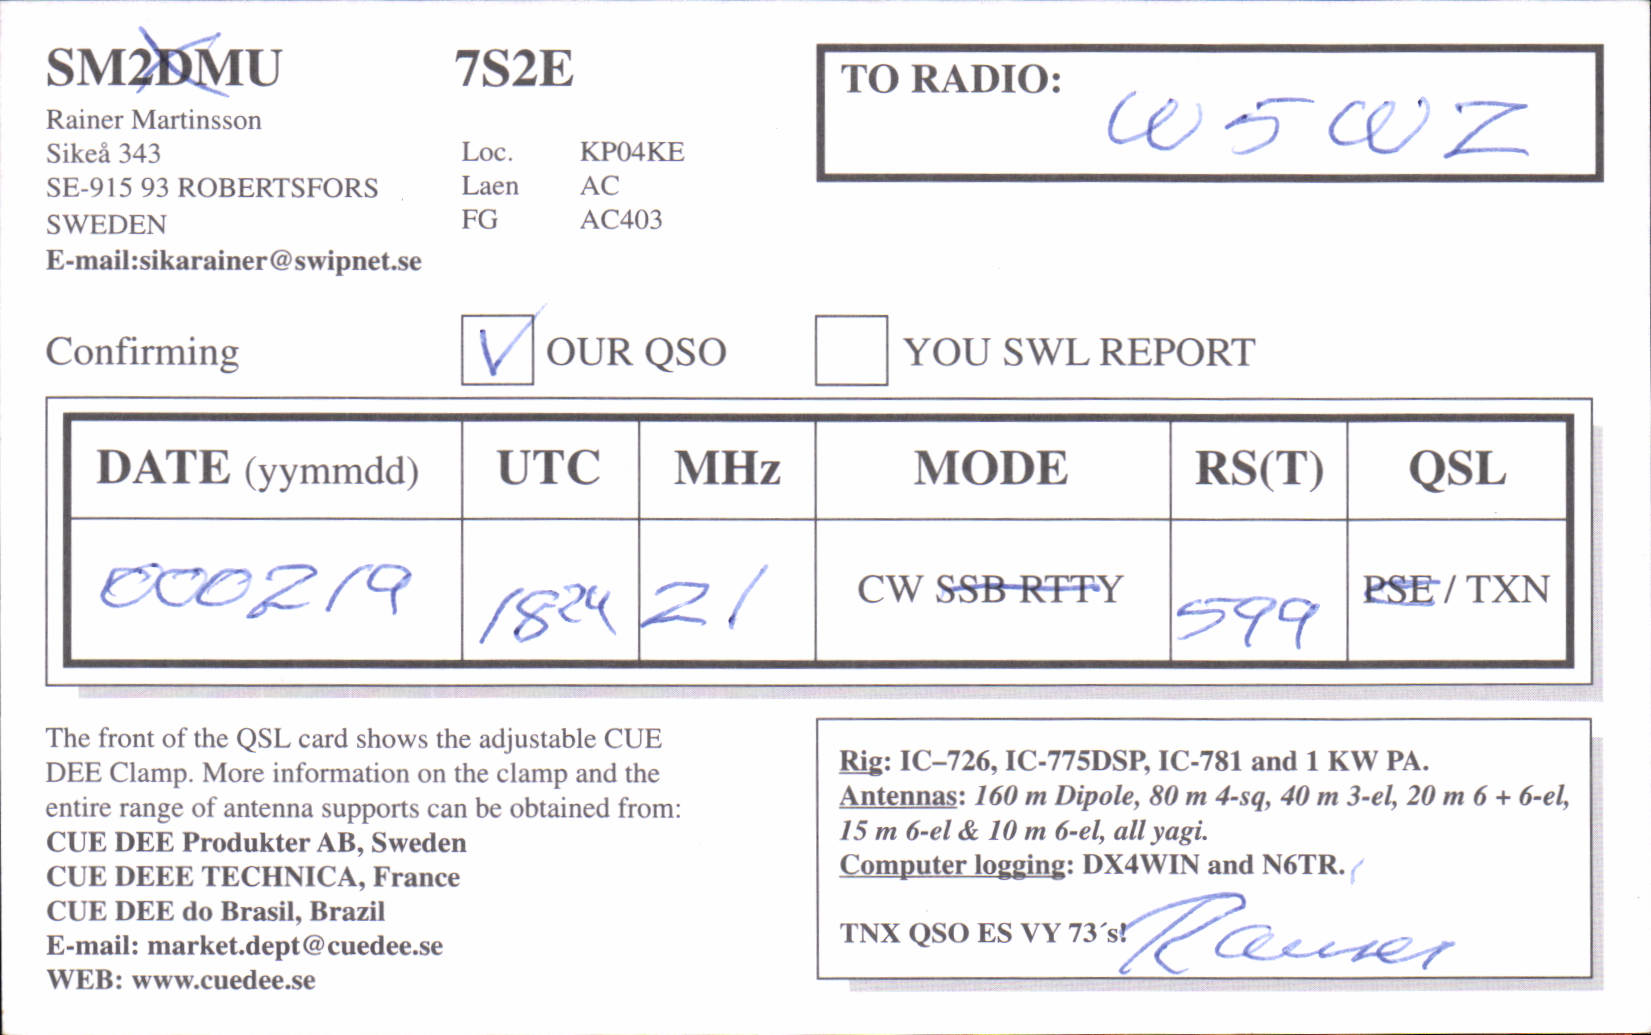 SM2DMU 7S2E
Rainer Martinsson
Sikeå 343
SE-915 93 ROBERTSFORS
SWEDEN
E-mail:sikarainer@swipnet.se
Loc. KP04KE
Laen AC
FG AC403
TO RADIO: W5WZ
Confirming OUR QSO YOU SWL REPORT
DATE (yymmdd) UTC MHz MODE RS(T) QSL
000219 1824 21 CW SSB RTTY 599 PSE / TXN
The front of the QSL card shows the adjustable CUE
DEE Clamp. More information on the clamp and the
entire range of antenna supports can be obtained from:
CUE DEE Produkter AB, Sweden
CUE DEEE TECHNICA, France
CUE DEE do Brasil, Brazil
E-mail: market.dept@cuedee.se
WEB: www.cuedee.se
Rig: IC–726, IC-775DSP, IC-781 and 1 KW PA.
Antennas: 160 m Dipole, 80 m 4-sq, 40 m 3-el, 20 m 6 + 6-el,
15 m 6-el & 10 m 6-el, all yagi.
Computer logging: DX4WIN and N6TR.
TNX QSO ES VY 73´s! Rainer